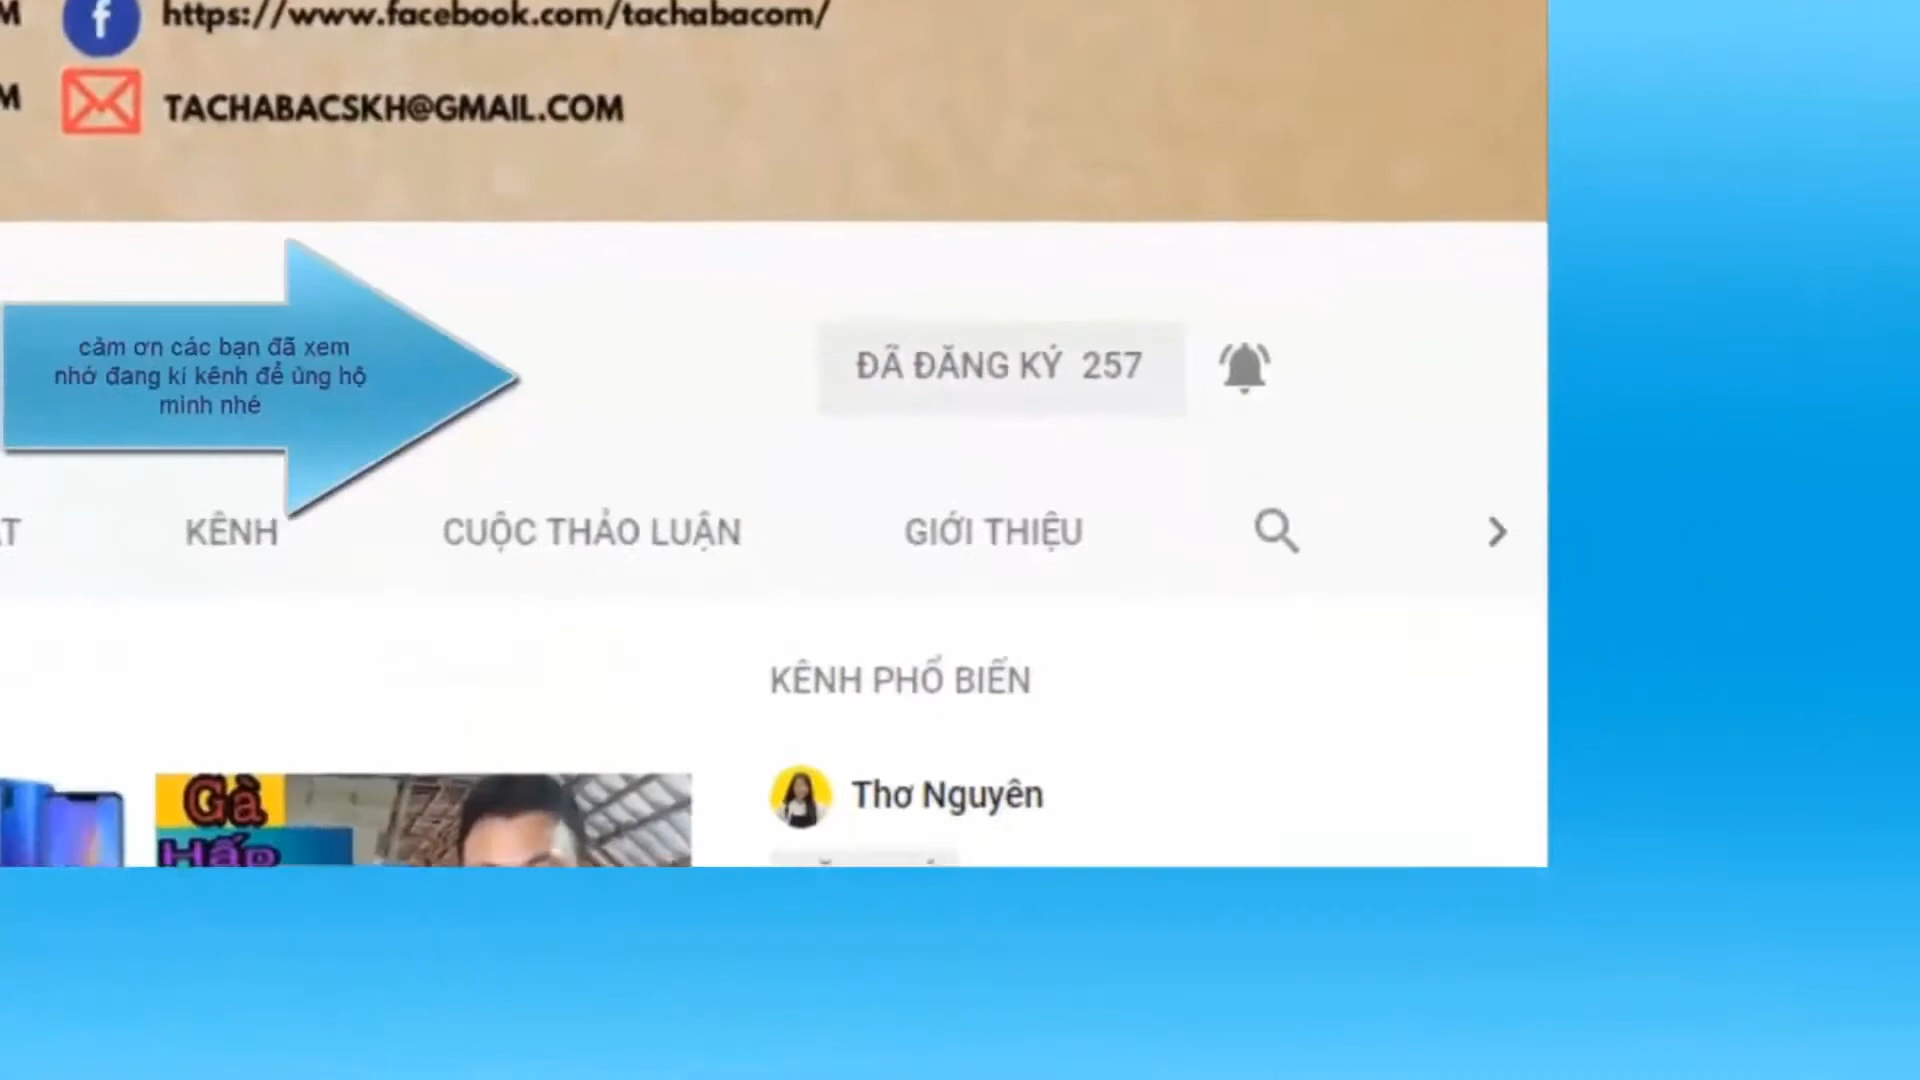 M
https://www.facebook.com/tachabacom/
M
TACHABACSKH@GMAIL.COM
cảm ơn các bạn đã xem
nhớ đang kí kênh để ủng hộ
mình nhé
ĐÃ ĐĂNG KÝ 257
KÊNH
CUỘC THẢO LUẬN
GIỚI THIỆU
KÊNH PHỔ BIẾN
Thơ Nguyên
Gà
Hấp